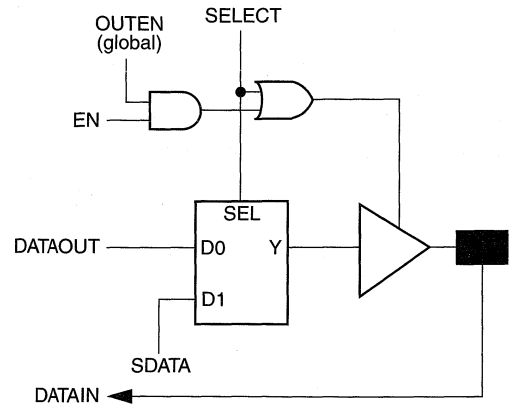 OUTEN
(global)
SELECT
EN
SEL
DATAOUT
D0
Y
D1
SDATA
DATAIN